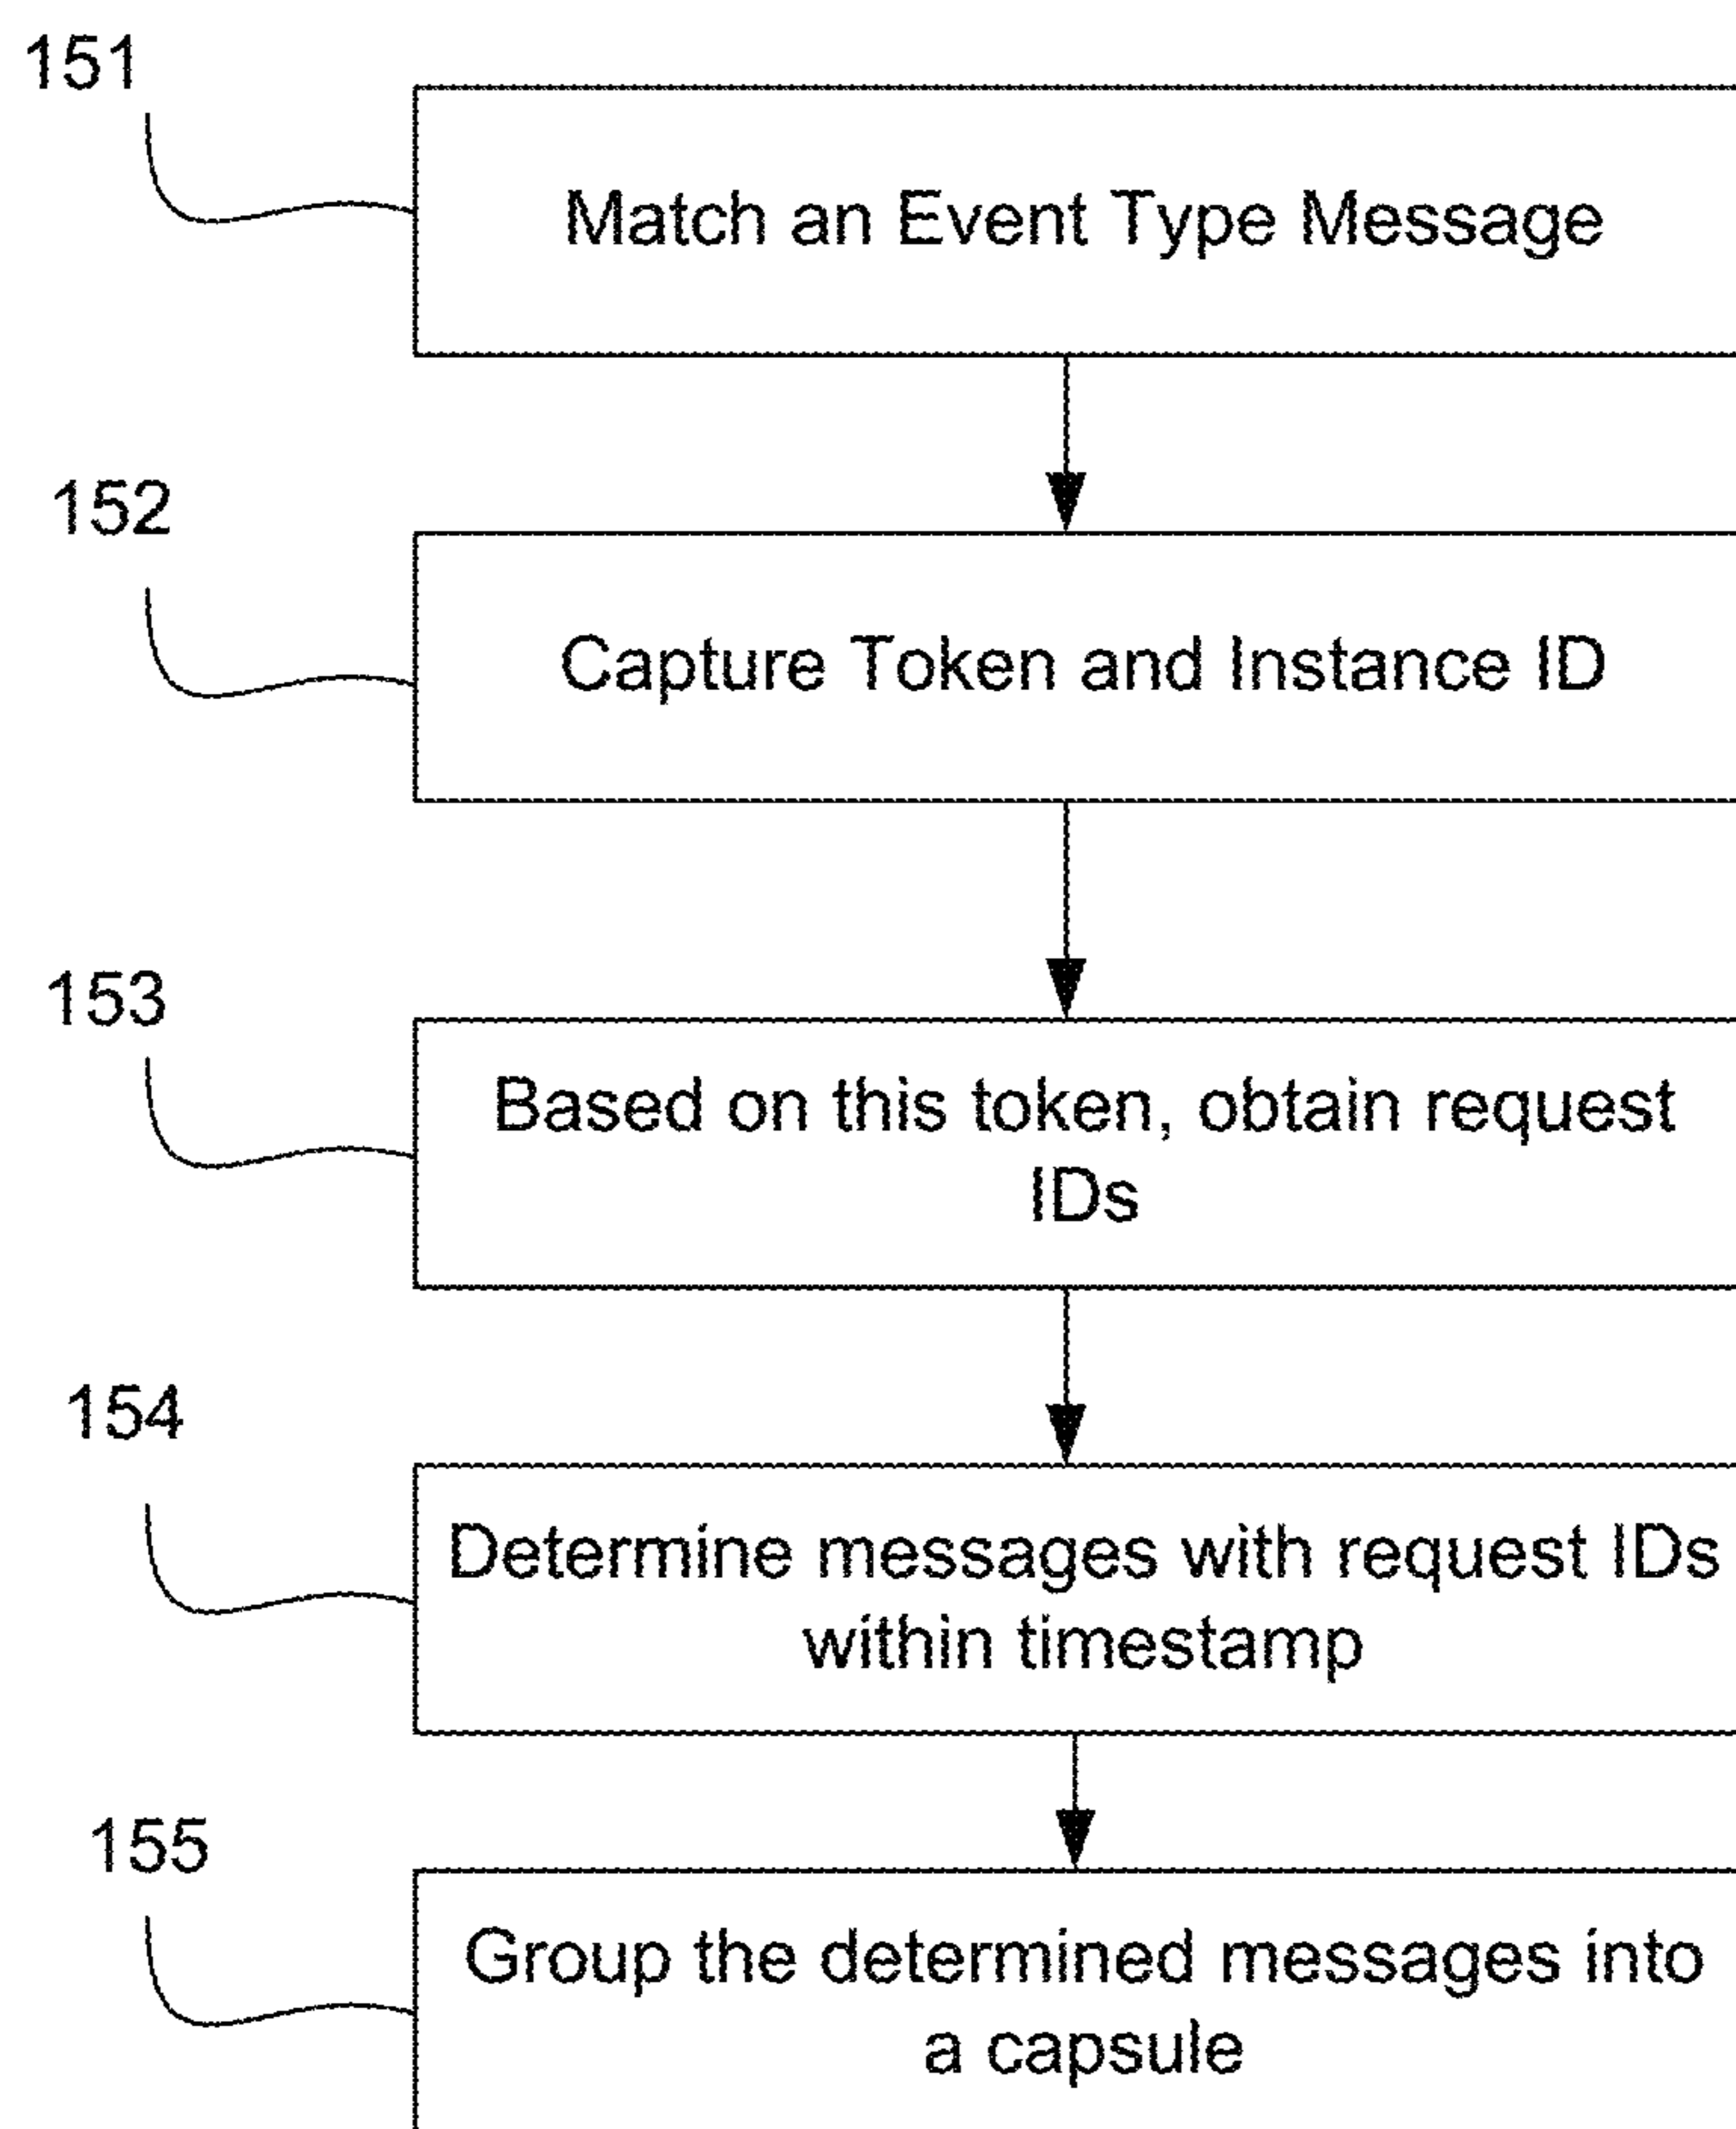 151
Match an Event Type Message
152
Capture Token and Instance ID
153
Based on this token, obtain request
IDs
154
Determine messages with request IDs
within timestamp
155
Group the determined messages into
a capsule